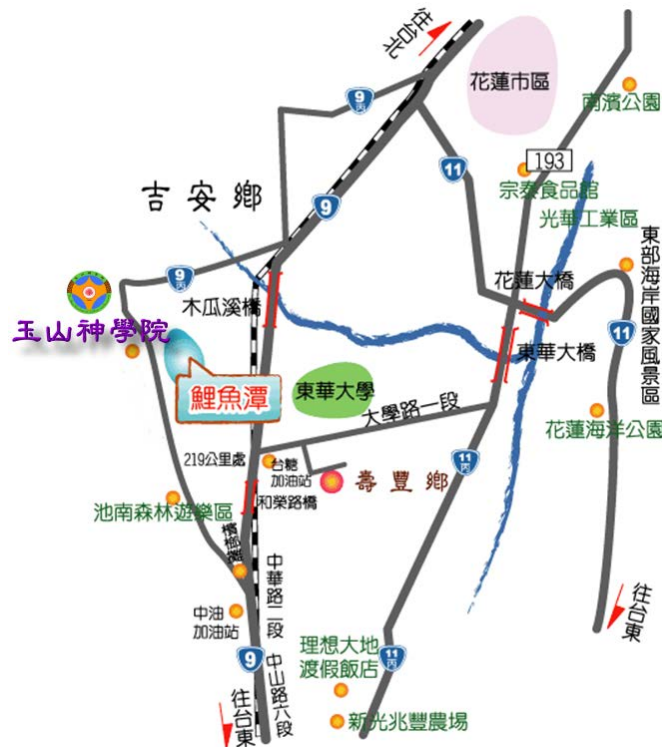 往台北
花蓮市區
南濱公園
9丙
193
11
宗泰食品館
光華工業區
9
吉安鄉
東部海岸國家風景區
花蓮大橋
9丙
木瓜溪橋
玉山神學院
11
東華大橋
鯉魚潭
東華大學
大學路一段
花蓮海洋公園
219公里處
台糖
加油站
11丙
壽豐鄉
和榮路橋
池南森林遊樂區
中華路二段
往台東
中油
加油站
理想大地
渡假飯店
11丙
9
中山路六段
往台東
新光兆豐農場